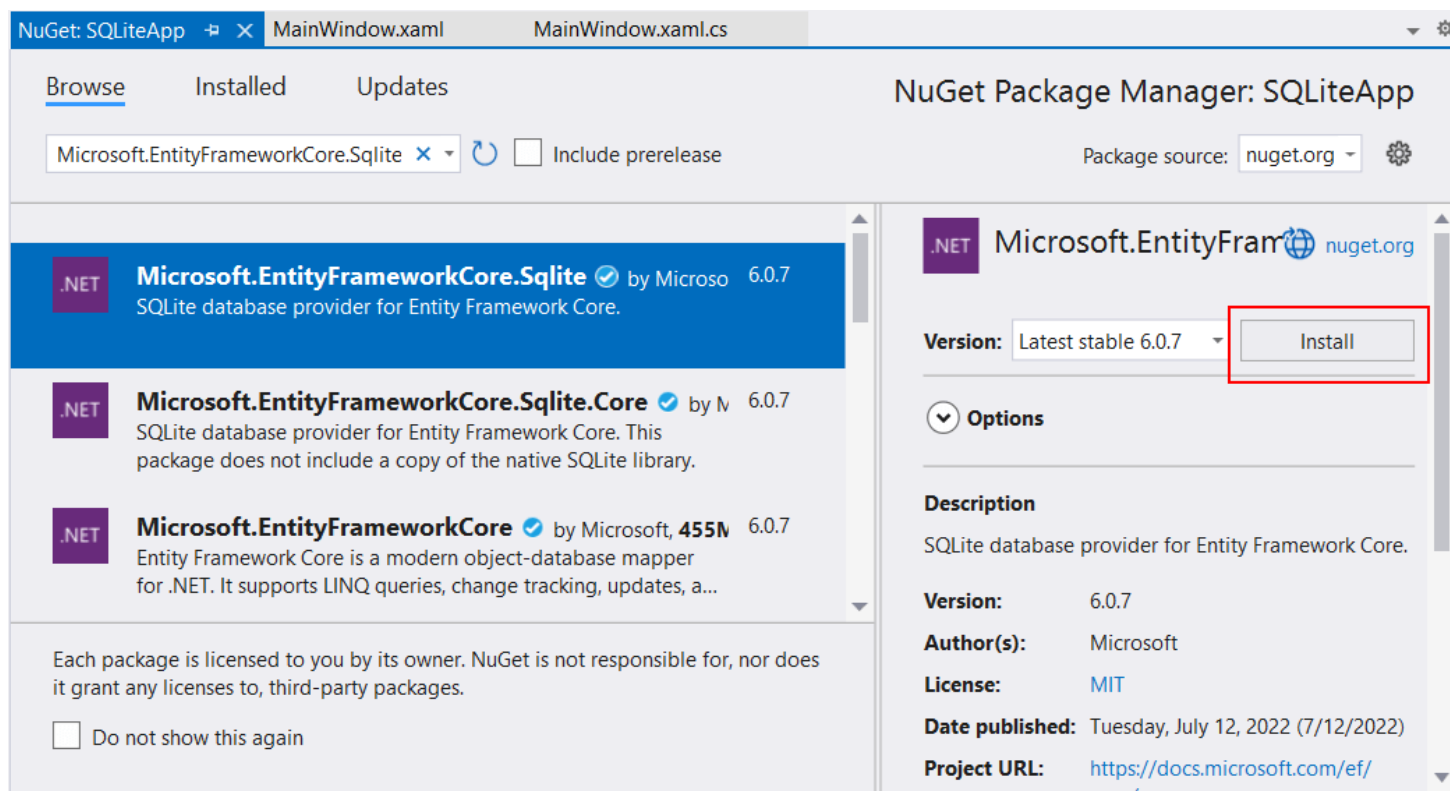 NuGet: SQLiteApp
MainWindow.xaml
MainWindow.xaml.cs
Browse
Installed
Updates
NuGet Package Manager: SQLiteApp
Microsoft.EntityFrameworkCore.Sqlite
Include prerelease
Package source: nuget.org
.NET
Microsoft.EntityFrameworkCore.Sqlite by Microso 6.0.7
SQLite database provider for Entity Framework Core.
.NET
Microsoft.EntityFrameworkCore.Sqlite.Core by M 6.0.7
SQLite database provider for Entity Framework Core. This
package does not include a copy of the native SQLite library.
.NET
Microsoft.EntityFrameworkCore by Microsoft, 455M 6.0.7
Entity Framework Core is a modern object-database mapper
for .NET. It supports LINQ queries, change tracking, updates, a...
Each package is licensed to you by its owner. NuGet is not responsible for, nor does
it grant any licenses to, third-party packages.
Do not show this again
.NET
Microsoft.EntityFram nuget.org
Version: Latest stable 6.0.7
Install
Options
Description
SQLite database provider for Entity Framework Core.
Version: 6.0.7
Author(s): Microsoft
License: MIT
Date published: Tuesday, July 12, 2022 (7/12/2022)
Project URL: https://docs.microsoft.com/ef/